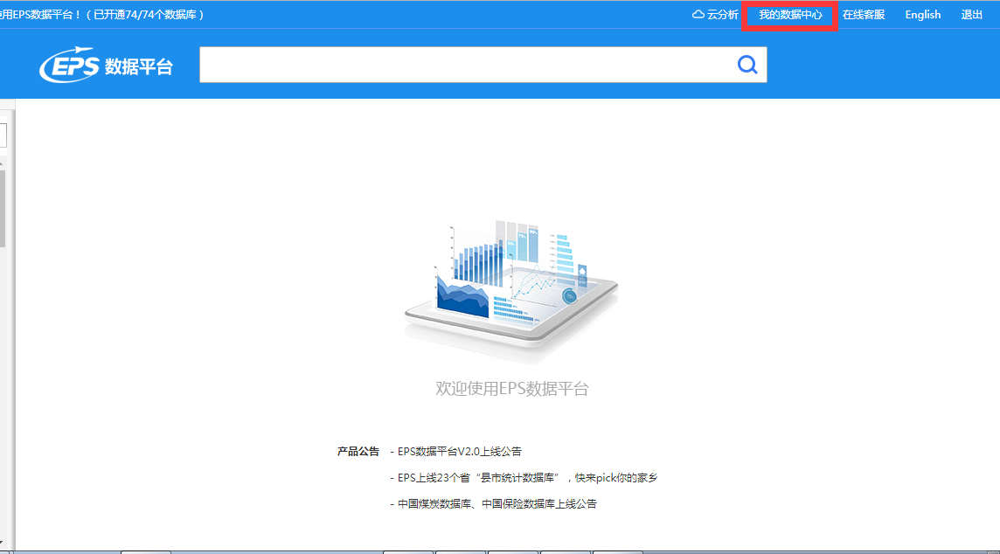 使用EPS数据平台！（已开通74/74个数据库）
云分析 我的数据中心 在线客服 English 退出
EPS 数据平台
欢迎使用EPS数据平台
产品公告 - EPS数据平台V2.0上线公告
- EPS上线23个省“县市统计数据库”，快来pick你的家乡
- 中国煤炭数据库、中国保险数据库上线公告